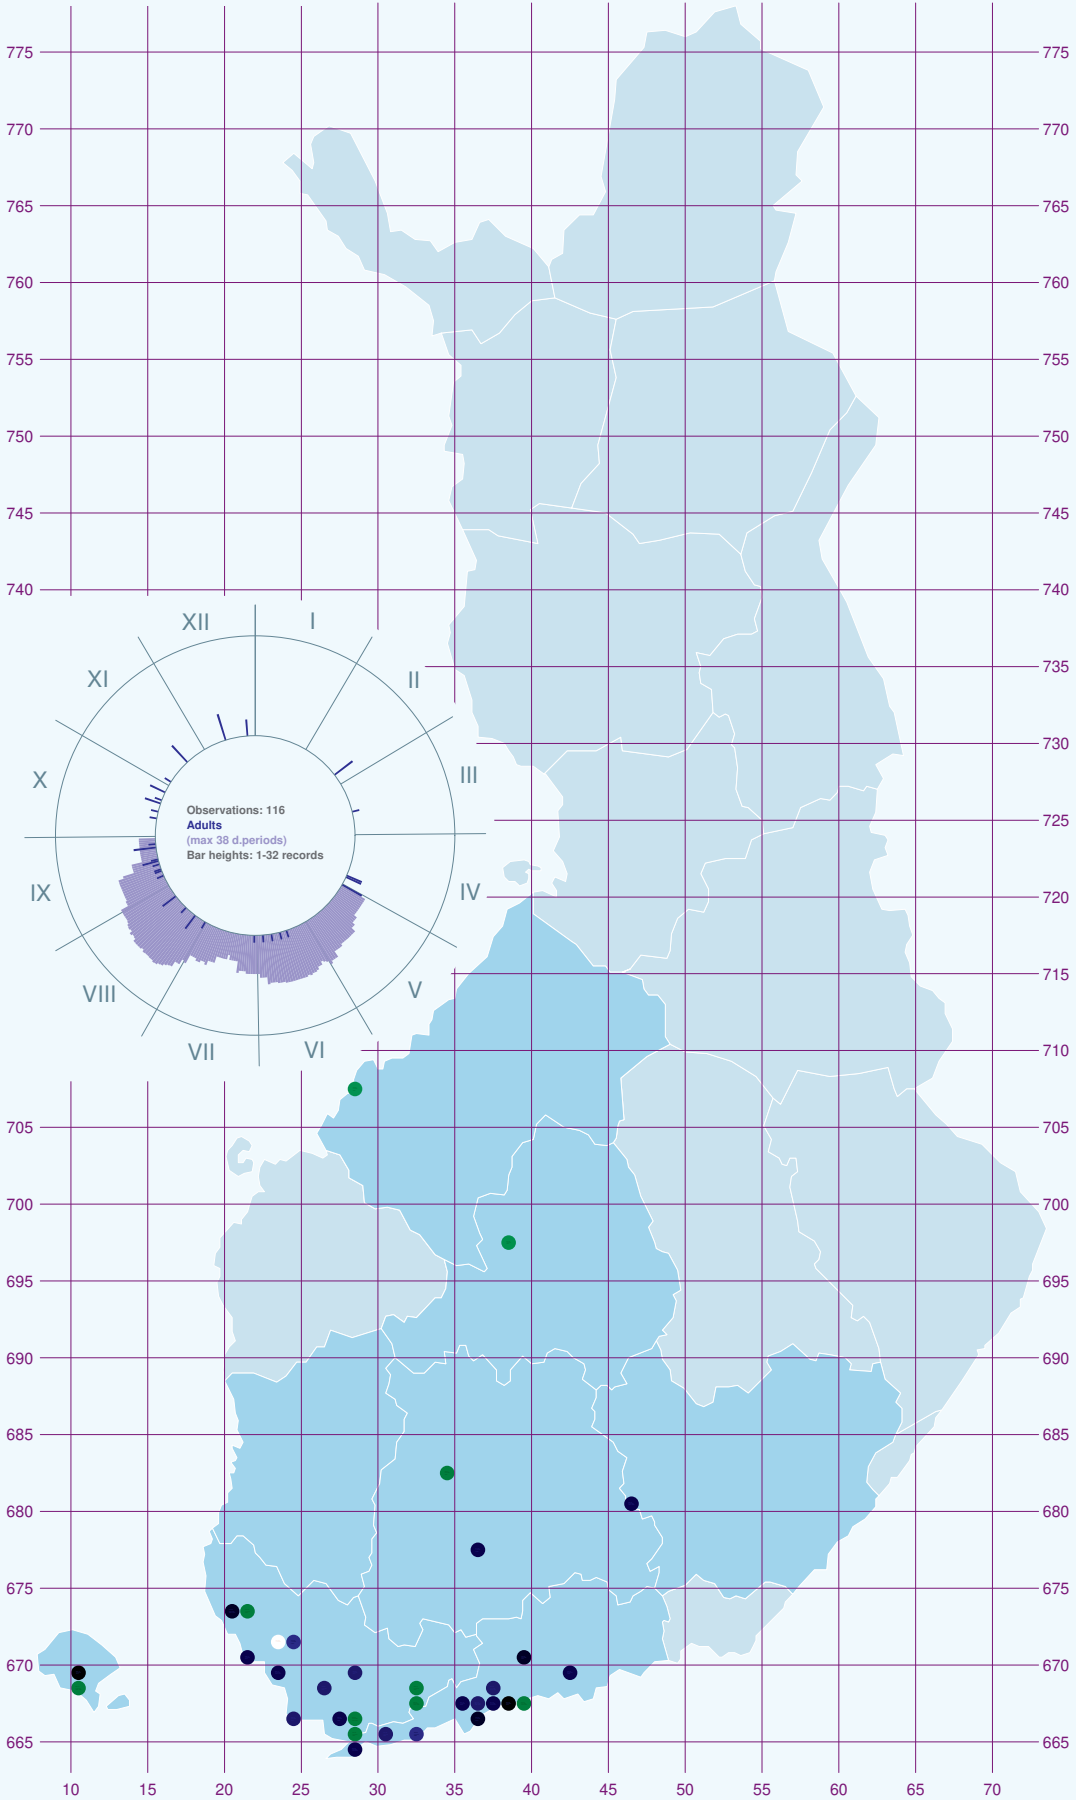 775 775
770 770
765 765
760 760
755 755
750 750
745 745
740 740
XII I
735
XI II
730
X III
Observations: 116
Adults
725
(max 38 d.periods)
Bar heights: 1-32 records
IX IV
720
715
VIII V
VII VI
710
705 705
700 700
695 695
690 690
685 685
680 680
675 675
670 670
665 665
10 15 20 25 30 35 40 45 50 55 60 65 70